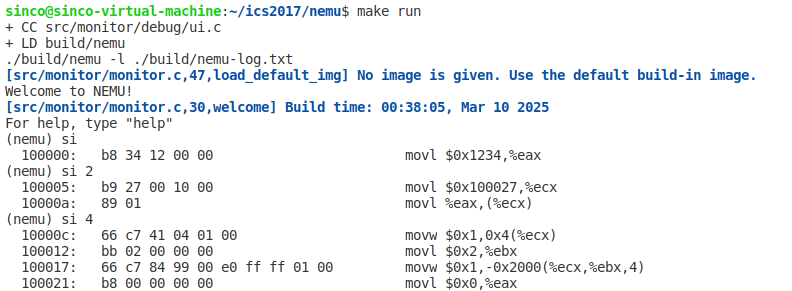 sinco@sinco-virtual-machine:~/ics2017/nemu$ make run
+ CC src/monitor/debug/ui.c
+ LD build/nemu
./build/nemu -l ./build/nemu-log.txt
[src/monitor/monitor.c,47,load_default_img] No image is given. Use the default build-in image.
Welcome to NEMU!
[src/monitor/monitor.c,30,welcome] Build time: 00:38:05, Mar 10 2025
For help, type "help"
(nemu) si
  100000:   b8 34 12 00 00                        movl $0x1234,%eax
(nemu) si 2
  100005:   b9 27 00 10 00                        movl $0x100027,%ecx
  10000a:   89 01                                 movl %eax,(%ecx)
(nemu) si 4
  10000c:   66 c7 41 04 01 00                     movw $0x1,0x4(%ecx)
  100012:   bb 02 00 00 00                        movl $0x2,%ebx
  100017:   66 c7 84 99 00 e0 ff ff 01 00         movw $0x1,-0x2000(%ecx,%ebx,4)
  100021:   b8 00 00 00 00                        movl $0x0,%eax